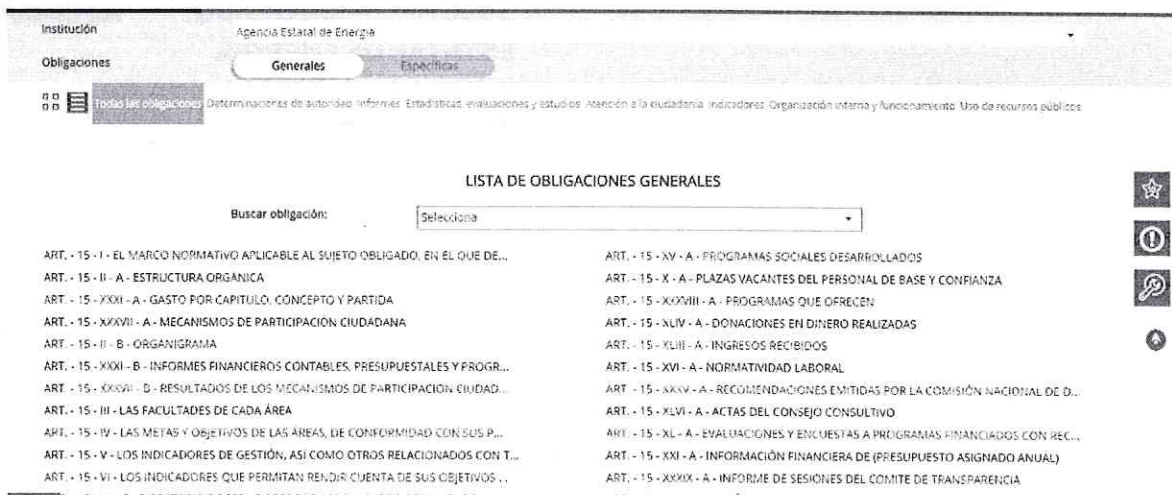 Institución
Agencia Estatal de Energía
Obligaciones
Generales
Específicas
Todas las obligaciones Determinaciones de autoridad Informes Estadísticas, evaluaciones y estudios Atención a la ciudadanía Indicadores Organización interna y funcionamiento Uso de recursos públicos
LISTA DE OBLIGACIONES GENERALES
Buscar obligación:
Selecciona
ART. - 15 - I - EL MARCO NORMATIVO APLICABLE AL SUJETO OBLIGADO, EN EL QUE DE...
ART. - 15 - II - A - ESTRUCTURA ORGÁNICA
ART. - 15 - XXXI - A - GASTO POR CAPITULO, CONCEPTO Y PARTIDA
ART. - 15 - XXXVII - A - MECANISMOS DE PARTICIPACIÓN CIUDADANA
ART. - 15 - II - B - ORGANIGRAMA
ART. - 15 - XXXI - B - INFORMES FINANCIEROS CONTABLES, PRESUPUESTALES Y PROGR...
ART. - 15 - XXXVII - B - RESULTADOS DE LOS MECANISMOS DE PARTICIPACIÓN CIUDAD...
ART. - 15 - III - LAS FACULTADES DE CADA ÁREA
ART. - 15 - IV - LAS METAS Y OBJETIVOS DE LAS ÁREAS, DE CONFORMIDAD CON SUS P...
ART. - 15 - V - LOS INDICADORES DE GESTIÓN, ASÍ COMO OTROS RELACIONADOS CON T...
ART. - 15 - VI - LOS INDICADORES QUE PERMITAN RENDIR CUENTA DE SUS OBJETIVOS ...
ART. - 15 - XV - A - PROGRAMAS SOCIALES DESARROLLADOS
ART. - 15 - X - A - PLAZAS VACANTES DEL PERSONAL DE BASE Y CONFIANZA
ART. - 15 - XXXVIII - A - PROGRAMAS QUE OFRECEN
ART. - 15 - XLIV - A - DONACIONES EN DINERO REALIZADAS
ART. - 15 - XLIII - A - INGRESOS RECIBIDOS
ART. - 15 - XVI - A - NORMATIVIDAD LABORAL
ART. - 15 - XXXV - A - RECOMENDACIONES EMITIDAS POR LA COMISIÓN NACIONAL DE D...
ART. - 15 - XLVI - A - ACTAS DEL CONSEJO CONSULTIVO
ART. - 15 - XL - A - EVALUACIONES Y ENCUESTAS A PROGRAMAS FINANCIADOS CON REC...
ART. - 15 - XXI - A - INFORMACIÓN FINANCIERA DE (PRESUPUESTO ASIGNADO ANUAL)
ART. - 15 - XXXIX - A - INFORME DE SESIONES DEL COMITE DE TRANSPARENCIA